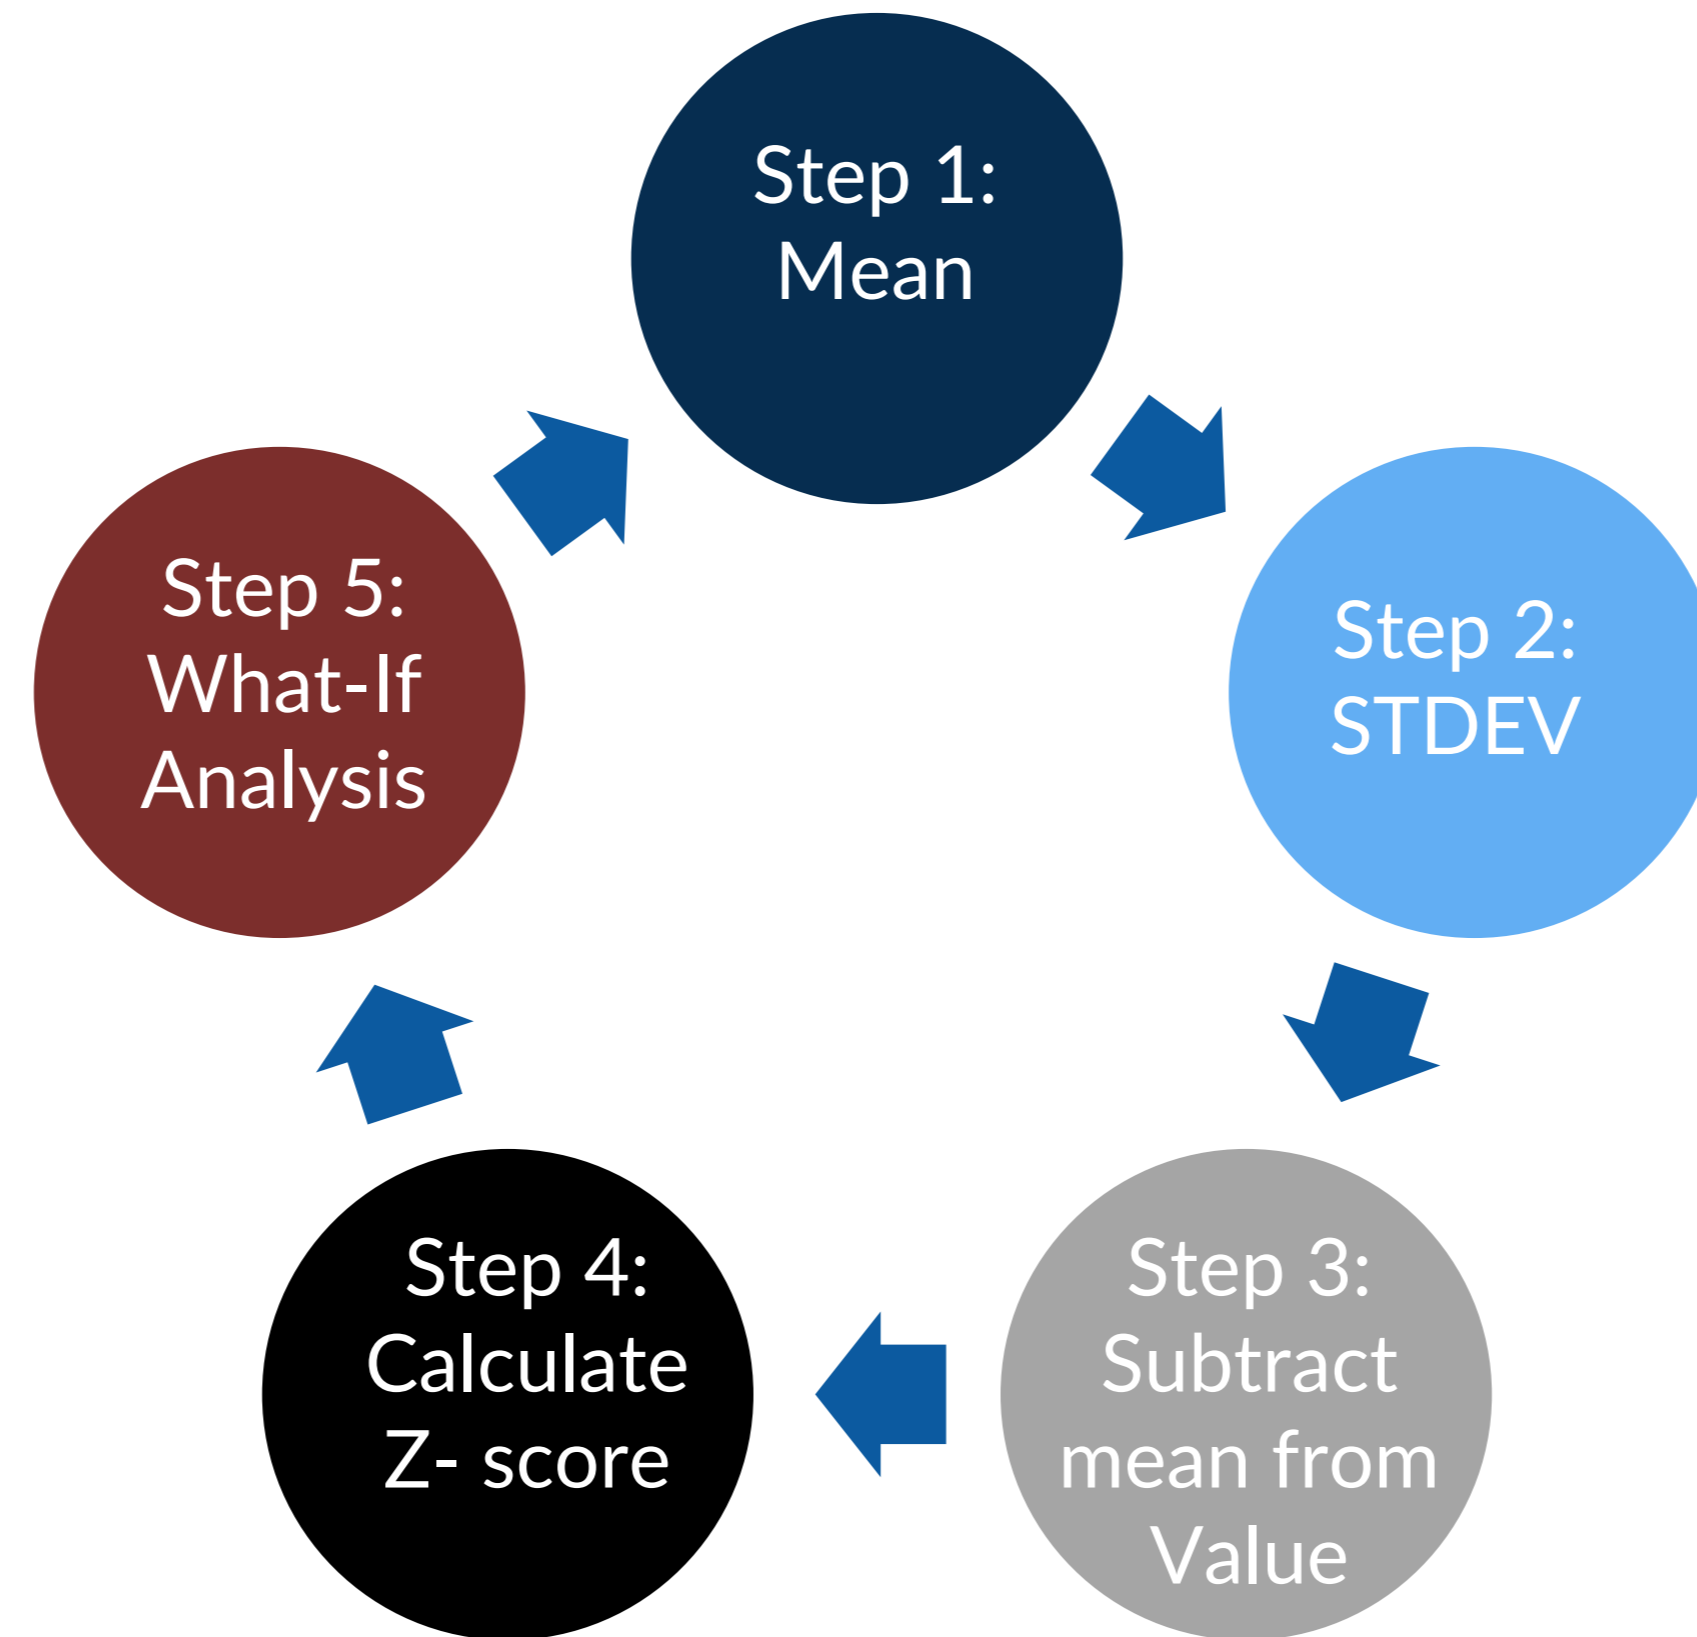 Step 1:
Mean
Step 2:
STDEV
Step 3:
Subtract
mean from
Value
Step 4:
Calculate
Z- score
Step 5:
What-If
Analysis